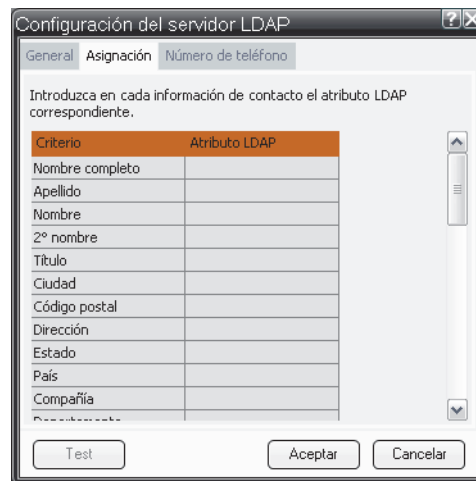 Configuración del servidor LDAP
General Asignación Número de teléfono
Introduzca en cada información de contacto el atributo LDAP
correspondiente.
Criterio Atributo LDAP
Nombre completo
Apellido
Nombre
2º nombre
Título
Ciudad
Código postal
Dirección
Estado
País
Compañía
Departamento
Test Aceptar Cancelar